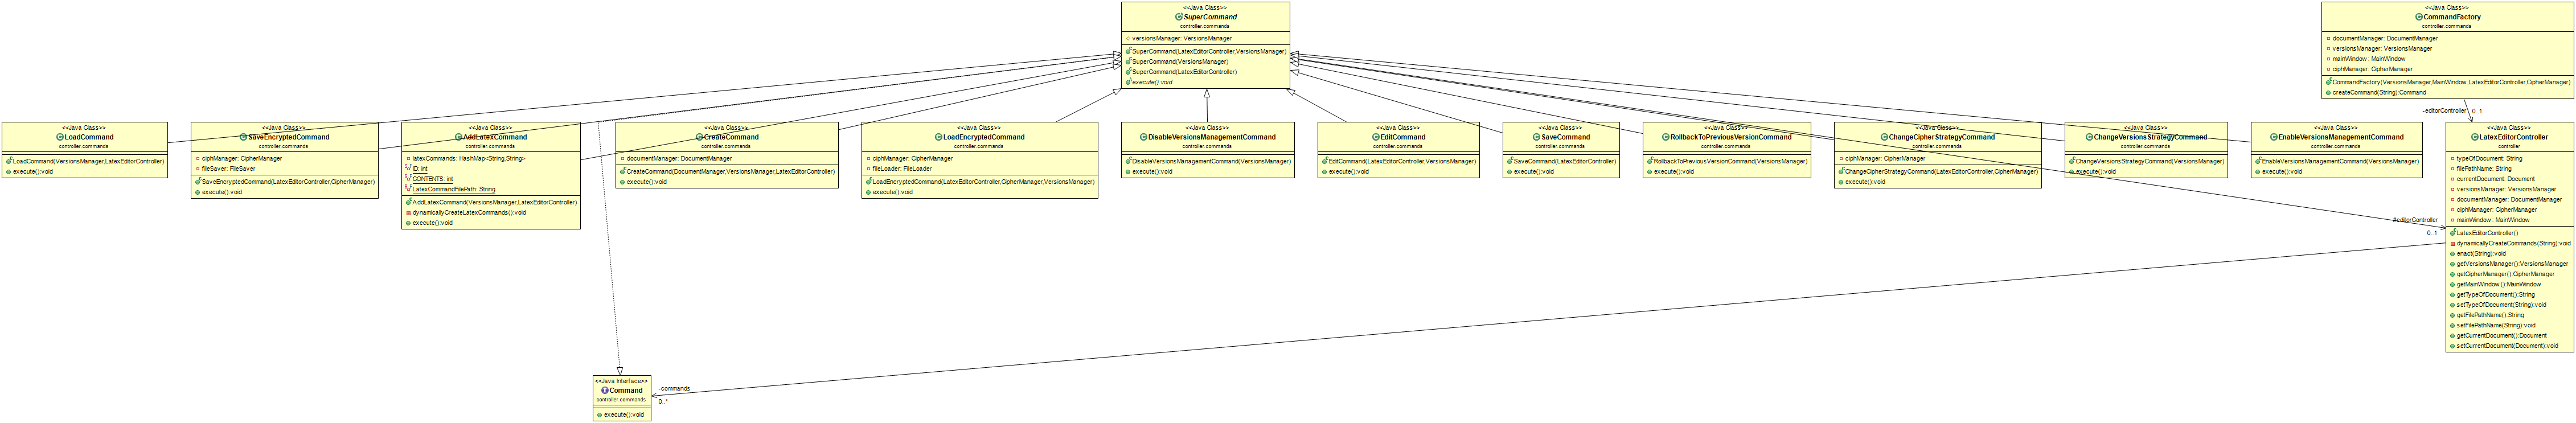 <<Java Class>>
SuperCommand
controller.commands
versionsManager: VersionsManager
SuperCommand(LatexEditorController,VersionsManager)
SuperCommand(VersionsManager)
SuperCommand(LatexEditorController)
execute():void
<<Java Class>>
CommandFactory
controller.commands
documentManager: DocumentManager
versionsManager: VersionsManager
mainWindow: MainWindow
ciphManager: CipherManager
CommandFactory(VersionsManager,MainWindow,LatexEditorController,CipherManager)
createCommand(String):Command
-editorController
0..1
<<Java Class>>
LoadCommand
controller.commands
LoadCommand(VersionsManager,LatexEditorController)
execute():void
<<Java Class>>
SaveEncryptedCommand
controller.commands
ciphManager: CipherManager
fileSaver: FileSaver
SaveEncryptedCommand(LatexEditorController,CipherManager)
execute():void
<<Java Class>>
AddLatexCommand
controller.commands
latexCommands: HashMap<String,String>
ID: int
CONTENTS: int
LatexCommandFilePath: String
AddLatexCommand(VersionsManager,LatexEditorController)
dynamicallyCreateLatexCommands():void
execute():void
<<Java Class>>
CreateCommand
controller.commands
documentManager: DocumentManager
CreateCommand(DocumentManager,VersionsManager,LatexEditorController)
execute():void
<<Java Class>>
LoadEncryptedCommand
controller.commands
ciphManager: CipherManager
fileLoader: FileLoader
LoadEncryptedCommand(LatexEditorController,CipherManager,VersionsManager)
execute():void
<<Java Class>>
DisableVersionsManagementCommand
controller.commands
DisableVersionsManagementCommand(VersionsManager)
execute():void
<<Java Class>>
EditCommand
controller.commands
EditCommand(LatexEditorController,VersionsManager)
execute():void
<<Java Class>>
SaveCommand
controller.commands
SaveCommand(LatexEditorController)
execute():void
<<Java Class>>
RollbackToPreviousVersionCommand
controller.commands
RollbackToPreviousVersionCommand(VersionsManager)
execute():void
<<Java Class>>
ChangeCipherStrategyCommand
controller.commands
ciphManager: CipherManager
ChangeCipherStrategyCommand(LatexEditorController,CipherManager)
execute():void
<<Java Class>>
ChangeVersionsStrategyCommand
controller.commands
ChangeVersionsStrategyCommand(VersionsManager)
execute():void
<<Java Class>>
EnableVersionsManagementCommand
controller.commands
EnableVersionsManagementCommand(VersionsManager)
execute():void
<<Java Class>>
LatexEditorController
controller
typeOfDocument: String
filePathName: String
currentDocument: Document
versionsManager: VersionsManager
documentManager: DocumentManager
ciphManager: CipherManager
mainWindow: MainWindow
LatexEditorController()
dynamicallyCreateCommands(String):void
enact(String):void
getVersionsManager():VersionsManager
getCipherManager():CipherManager
getMainWindow():MainWindow
getTypeOfDocument():String
setTypeOfDocument(String):void
getFilePathName():String
setFilePathName(String):void
getCurrentDocument():Document
setCurrentDocument(Document):void
#editorController
0..1
<<Java Interface>>
Command
controller.commands
execute():void
-commands
0..*